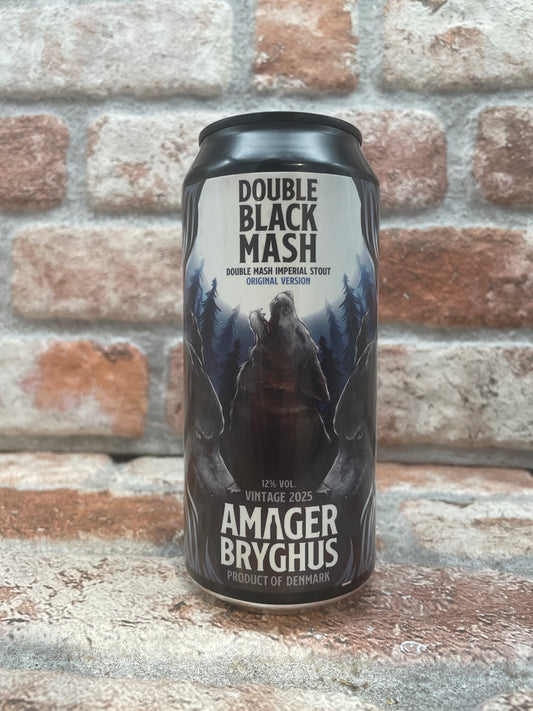 DOUBLE
BLACK
MASH
DOUBLE MASH IMPERIAL STOUT
ORIGINAL VERSION
12% VOL.
VINTAGE 2025
AMAGER
BRYGHUS
PRODUCT OF DENMARK